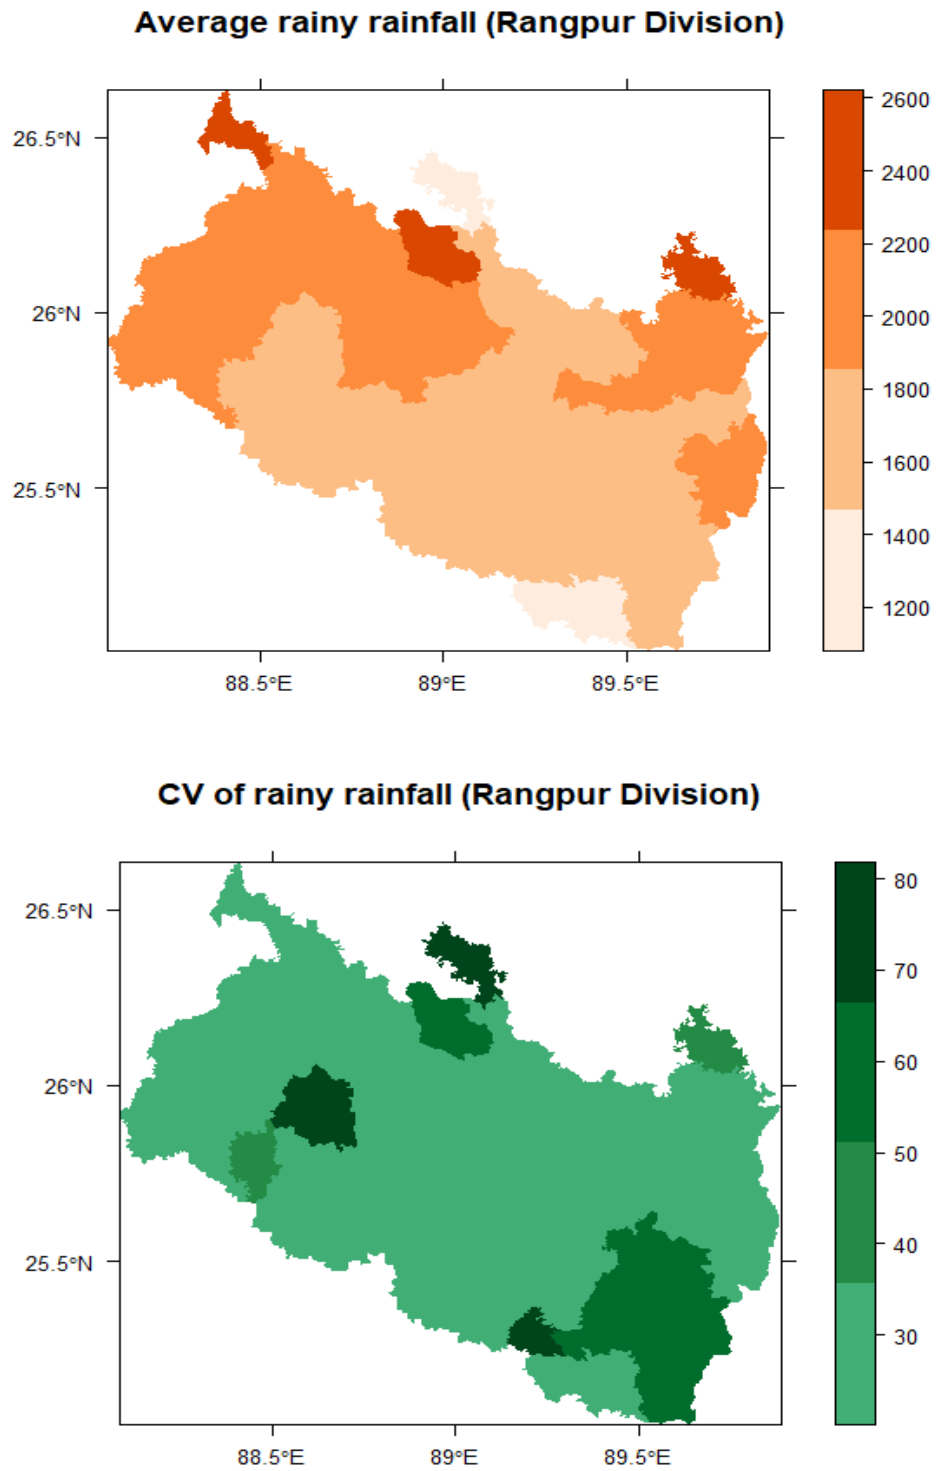 Average rainy rainfall (Rangpur Division)
26.5°N
26°N
25.5°N
88.5°E 89°E 89.5°E
2600
2400
2200
2000
1800
1600
1400
1200
CV of rainy rainfall (Rangpur Division)
26.5°N
26°N
25.5°N
88.5°E 89°E 89.5°E
80
70
60
50
40
30